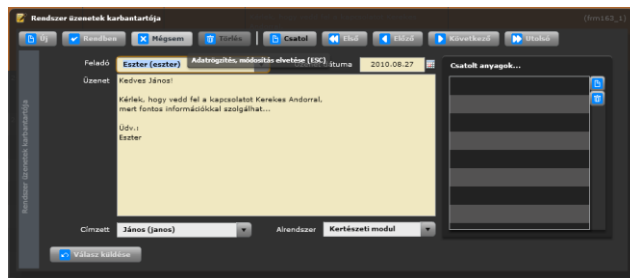 Rendszer üzenetek karbantartója
(frm163_1)
Új Rendben Mégsem Törlés Csatol Első Előző Következő Utolsó
Adatrögzítés, módosítás elvetése (ESC)
Feladó Eszter (eszter) dátuma 2010.08.27
Csatolt anyagok...
Üzenet
Kedves János!
Kérlek, hogy vedd fel a kapcsolatot Kerekes Andorral,
mert fontos információkkal szolgálhat...
Üdv.:
Eszter
Rendszer üzenetek karbantartója
Címzett János (janos) Alrendszer Kertészeti modul
Válasz küldése